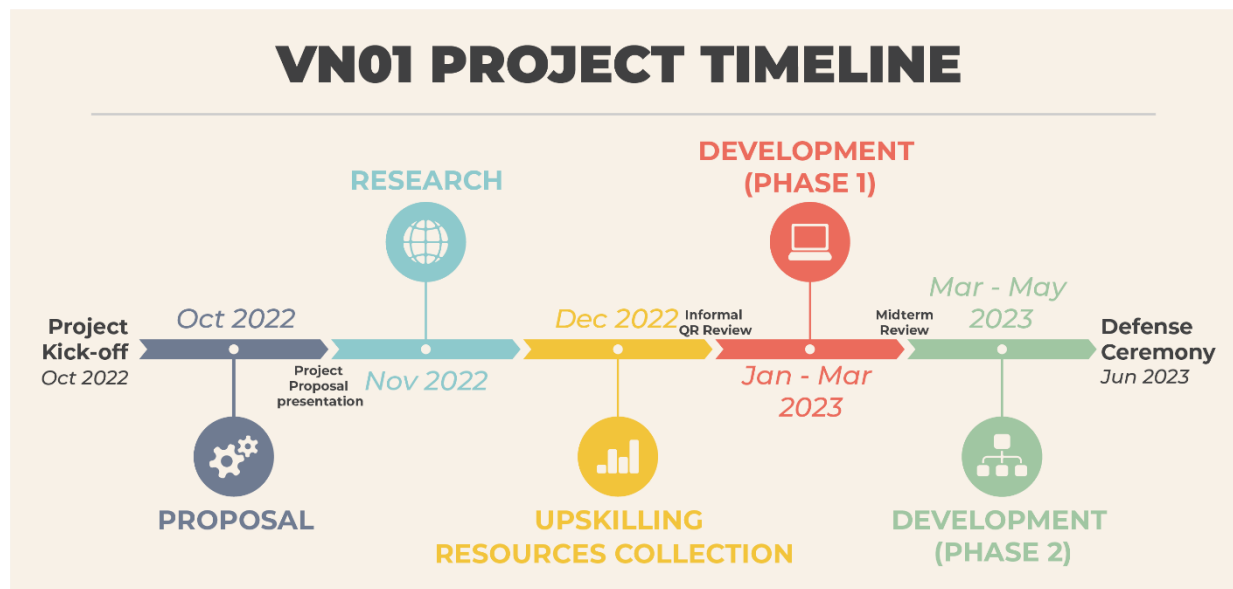 VN01 PROJECT TIMELINE
Project
Kick-off
Oct 2022
Oct 2022
PROPOSAL
Project
Proposal
presentation
RESEARCH
Nov 2022
Dec 2022
UPSKILLING
RESOURCES COLLECTION
Informal
QR Review
DEVELOPMENT
(PHASE 1)
Jan - Mar
2023
Midterm
Review
Mar - May
2023
DEVELOPMENT
(PHASE 2)
Defense
Ceremony
Jun 2023